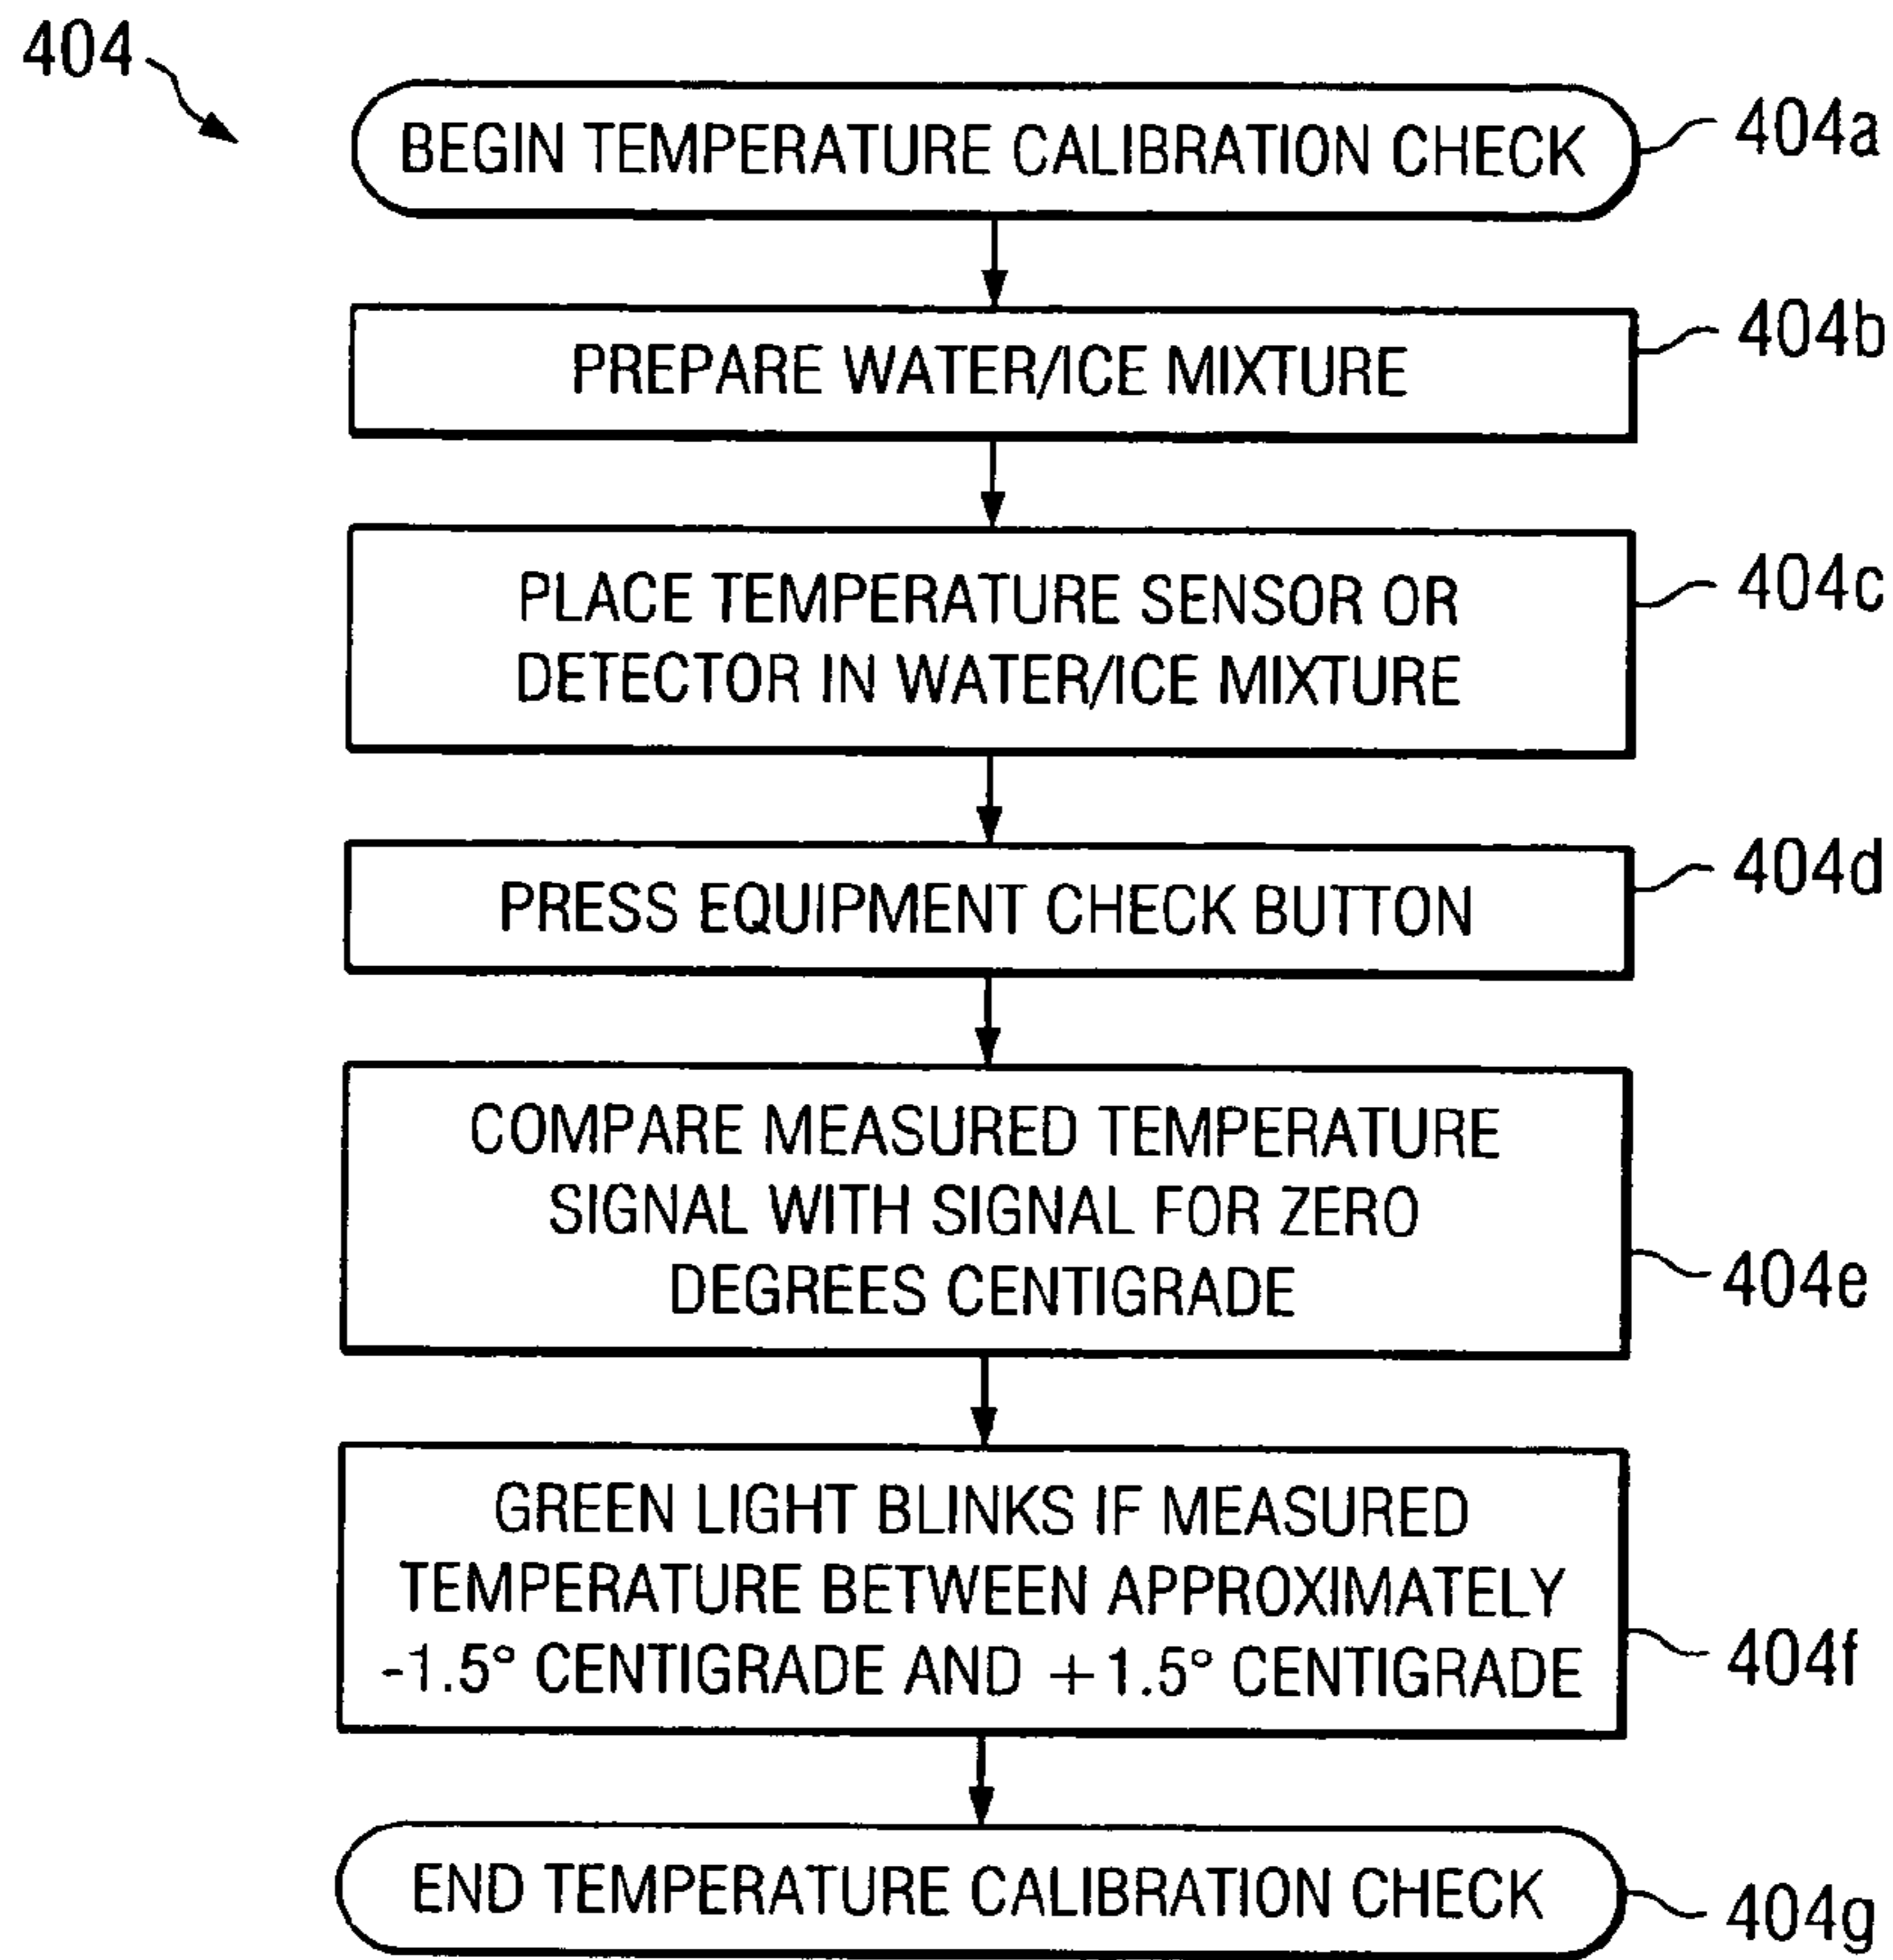 404
BEGIN TEMPERATURE CALIBRATION CHECK
404a
PREPARE WATER/ICE MIXTURE
404b
PLACE TEMPERATURE SENSOR OR
DETECTOR IN WATER/ICE MIXTURE
404c
PRESS EQUIPMENT CHECK BUTTON
404d
COMPARE MEASURED TEMPERATURE
SIGNAL WITH SIGNAL FOR ZERO
DEGREES CENTIGRADE
404e
GREEN LIGHT BLINKS IF MEASURED
TEMPERATURE BETWEEN APPROXIMATELY
-1.5° CENTIGRADE AND +1.5° CENTIGRADE
404f
END TEMPERATURE CALIBRATION CHECK
404g